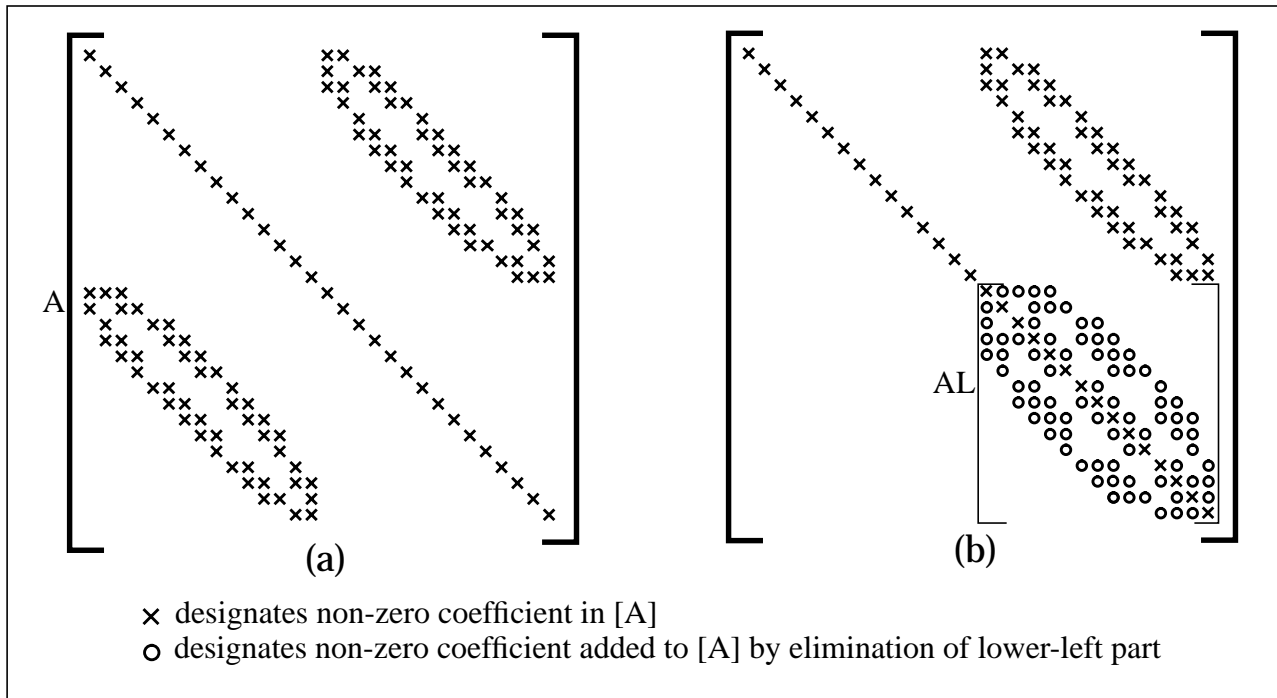 A
AL
(a)
(b)
designates non-zero coefficient in [A]
designates non-zero coefficient added to [A] by elimination of lower-left part